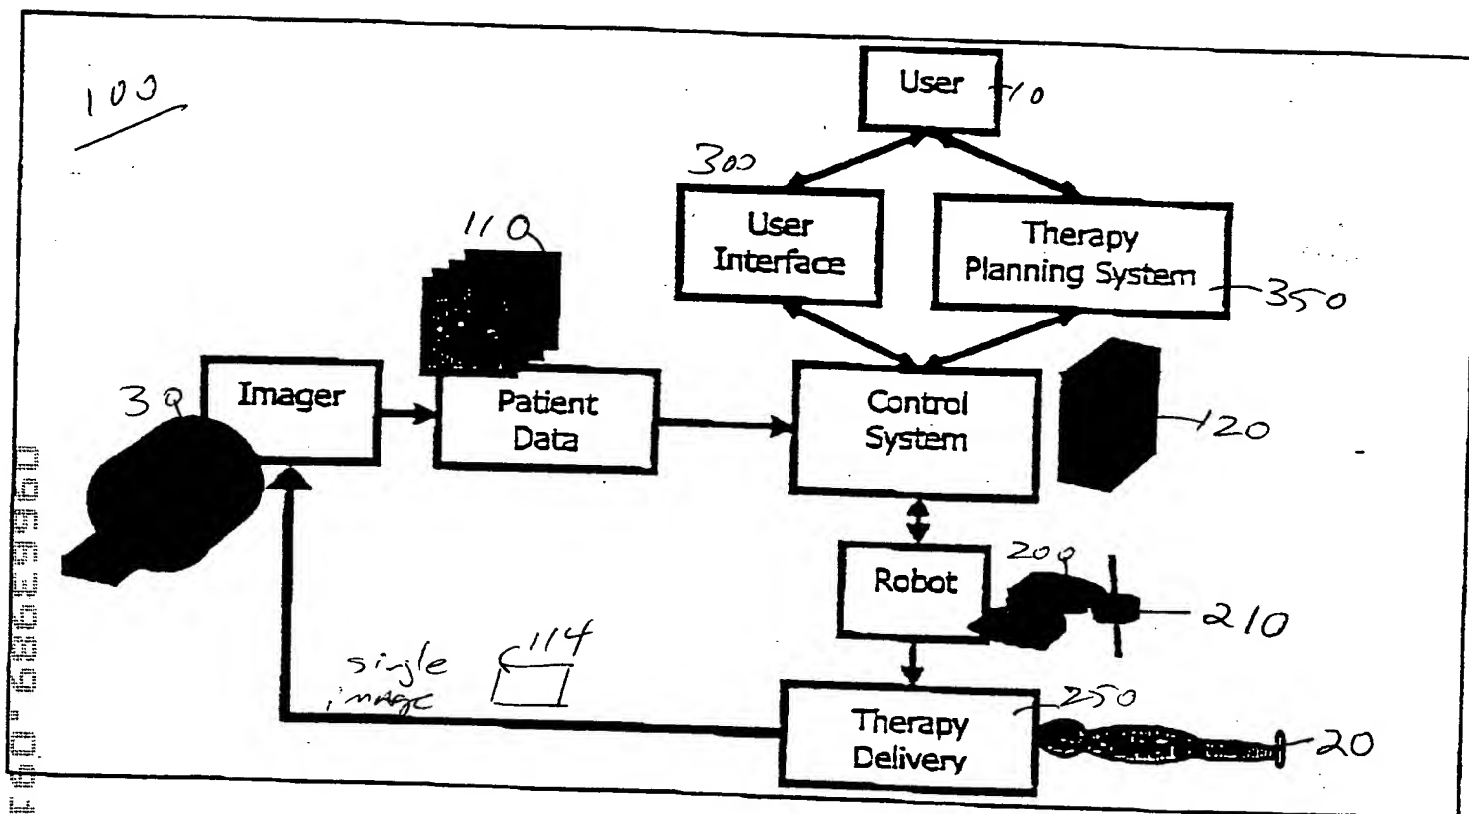 100
User
10
300
User
Interface
Therapy
Planning System
350
110
30
Imager
Patient
Data
Control
System
120
Robot
200
210
single
image
114
Therapy
Delivery
250
20